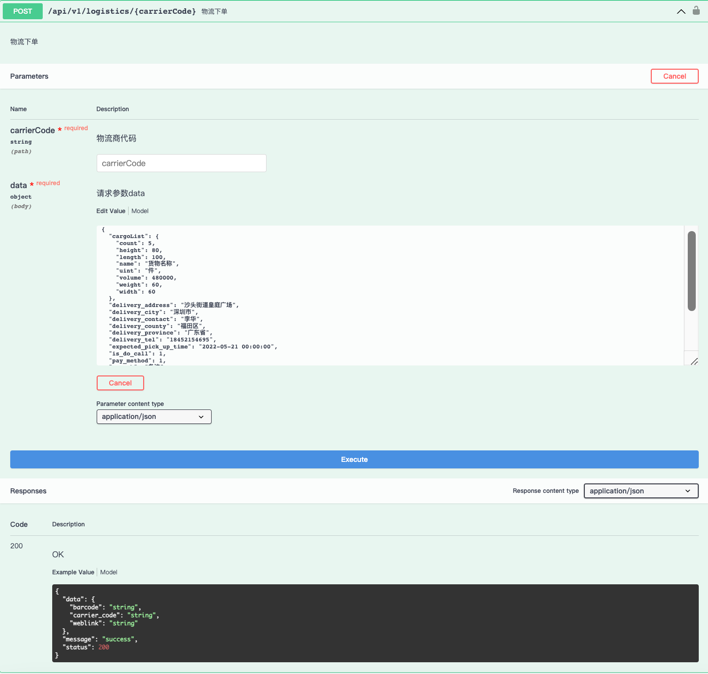 POST /api/v1/logistics/{carrierCode} 物流下单
物流下单
Parameters
Cancel
Name Description
carrierCode * required
string
(path)
物流商代码
carrierCode
data * required
object
(body)
请求参数data
Edit Value | Model
{
"cargoList": {
"count": 5,
"height": 80,
"length": 100,
"name": "货物名称",
"uint": "件",
"volume": 480000,
"weight": 60,
"width": 60
},
"delivery_address": "沙头街道皇庭广场",
"delivery_city": "深圳市",
"delivery_contact": "李华",
"delivery_county": "福田区",
"delivery_province": "广东省",
"delivery_tel": "18452154695",
"expected_pick_up_time": "2022-05-21 00:00:00",
"is_do_call": 1,
"pay_method": 1,
Cancel
Parameter content type
application/json
Execute
Responses
Response content type application/json
Code Description
200
OK
Example Value | Model
{
"data": {
"barcode": "string",
"carrier_code": "string",
"weblink": "string"
},
"message": "success",
"status": 200
}